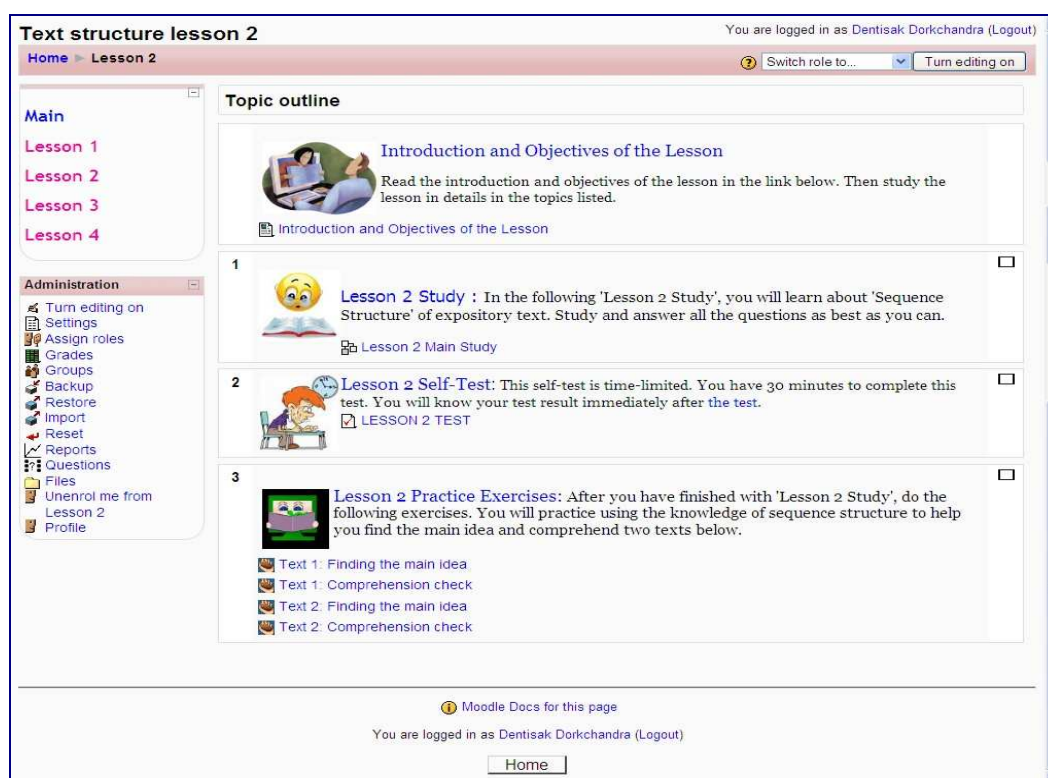 Text structure lesson 2
You are logged in as Dentisak Dorkchandra (Logout)
Home ► Lesson 2
Switch role to...
Turn editing on
Main
Lesson 1
Lesson 2
Lesson 3
Lesson 4
Administration
Turn editing on
Settings
Assign roles
Grades
Groups
Backup
Restore
Import
Reset
Reports
Questions
Files
Unenrol me from
Lesson 2
Profile
Topic outline
Introduction and Objectives of the Lesson
Read the introduction and objectives of the lesson in the link below. Then study the
lesson in details in the topics listed.
Introduction and Objectives of the Lesson
1
Lesson 2 Study : In the following 'Lesson 2 Study', you will learn about 'Sequence
Structure' of expository text. Study and answer all the questions as best as you can.
Lesson 2 Main Study
2
Lesson 2 Self-Test: This self-test is time-limited. You have 30 minutes to complete this
test. You will know your test result immediately after the test.
LESSON 2 TEST
3
Lesson 2 Practice Exercises: After you have finished with 'Lesson 2 Study', do the
following exercises. You will practice using the knowledge of sequence structure to help
you find the main idea and comprehend two texts below.
Text 1: Finding the main idea
Text 1: Comprehension check
Text 2: Finding the main idea
Text 2: Comprehension check
Moodle Docs for this page
You are logged in as Dentisak Dorkchandra (Logout)
Home